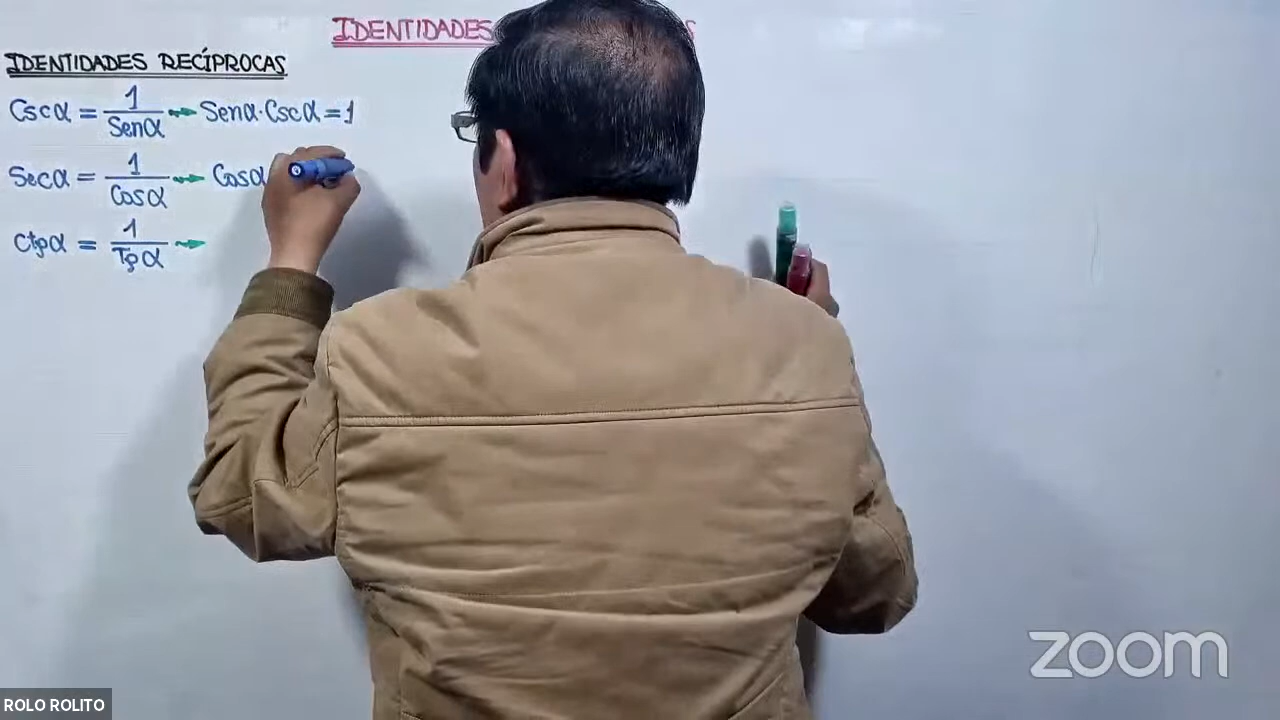 IDENTIDADES
IDENTIDADES RECÍPROCAS
Cscα = 1/Senα → Senα·Cscα = 1
Secα = 1/Cosα → Cosα
Ctgα = 1/Tgα →
zoom
ROLO ROLITO